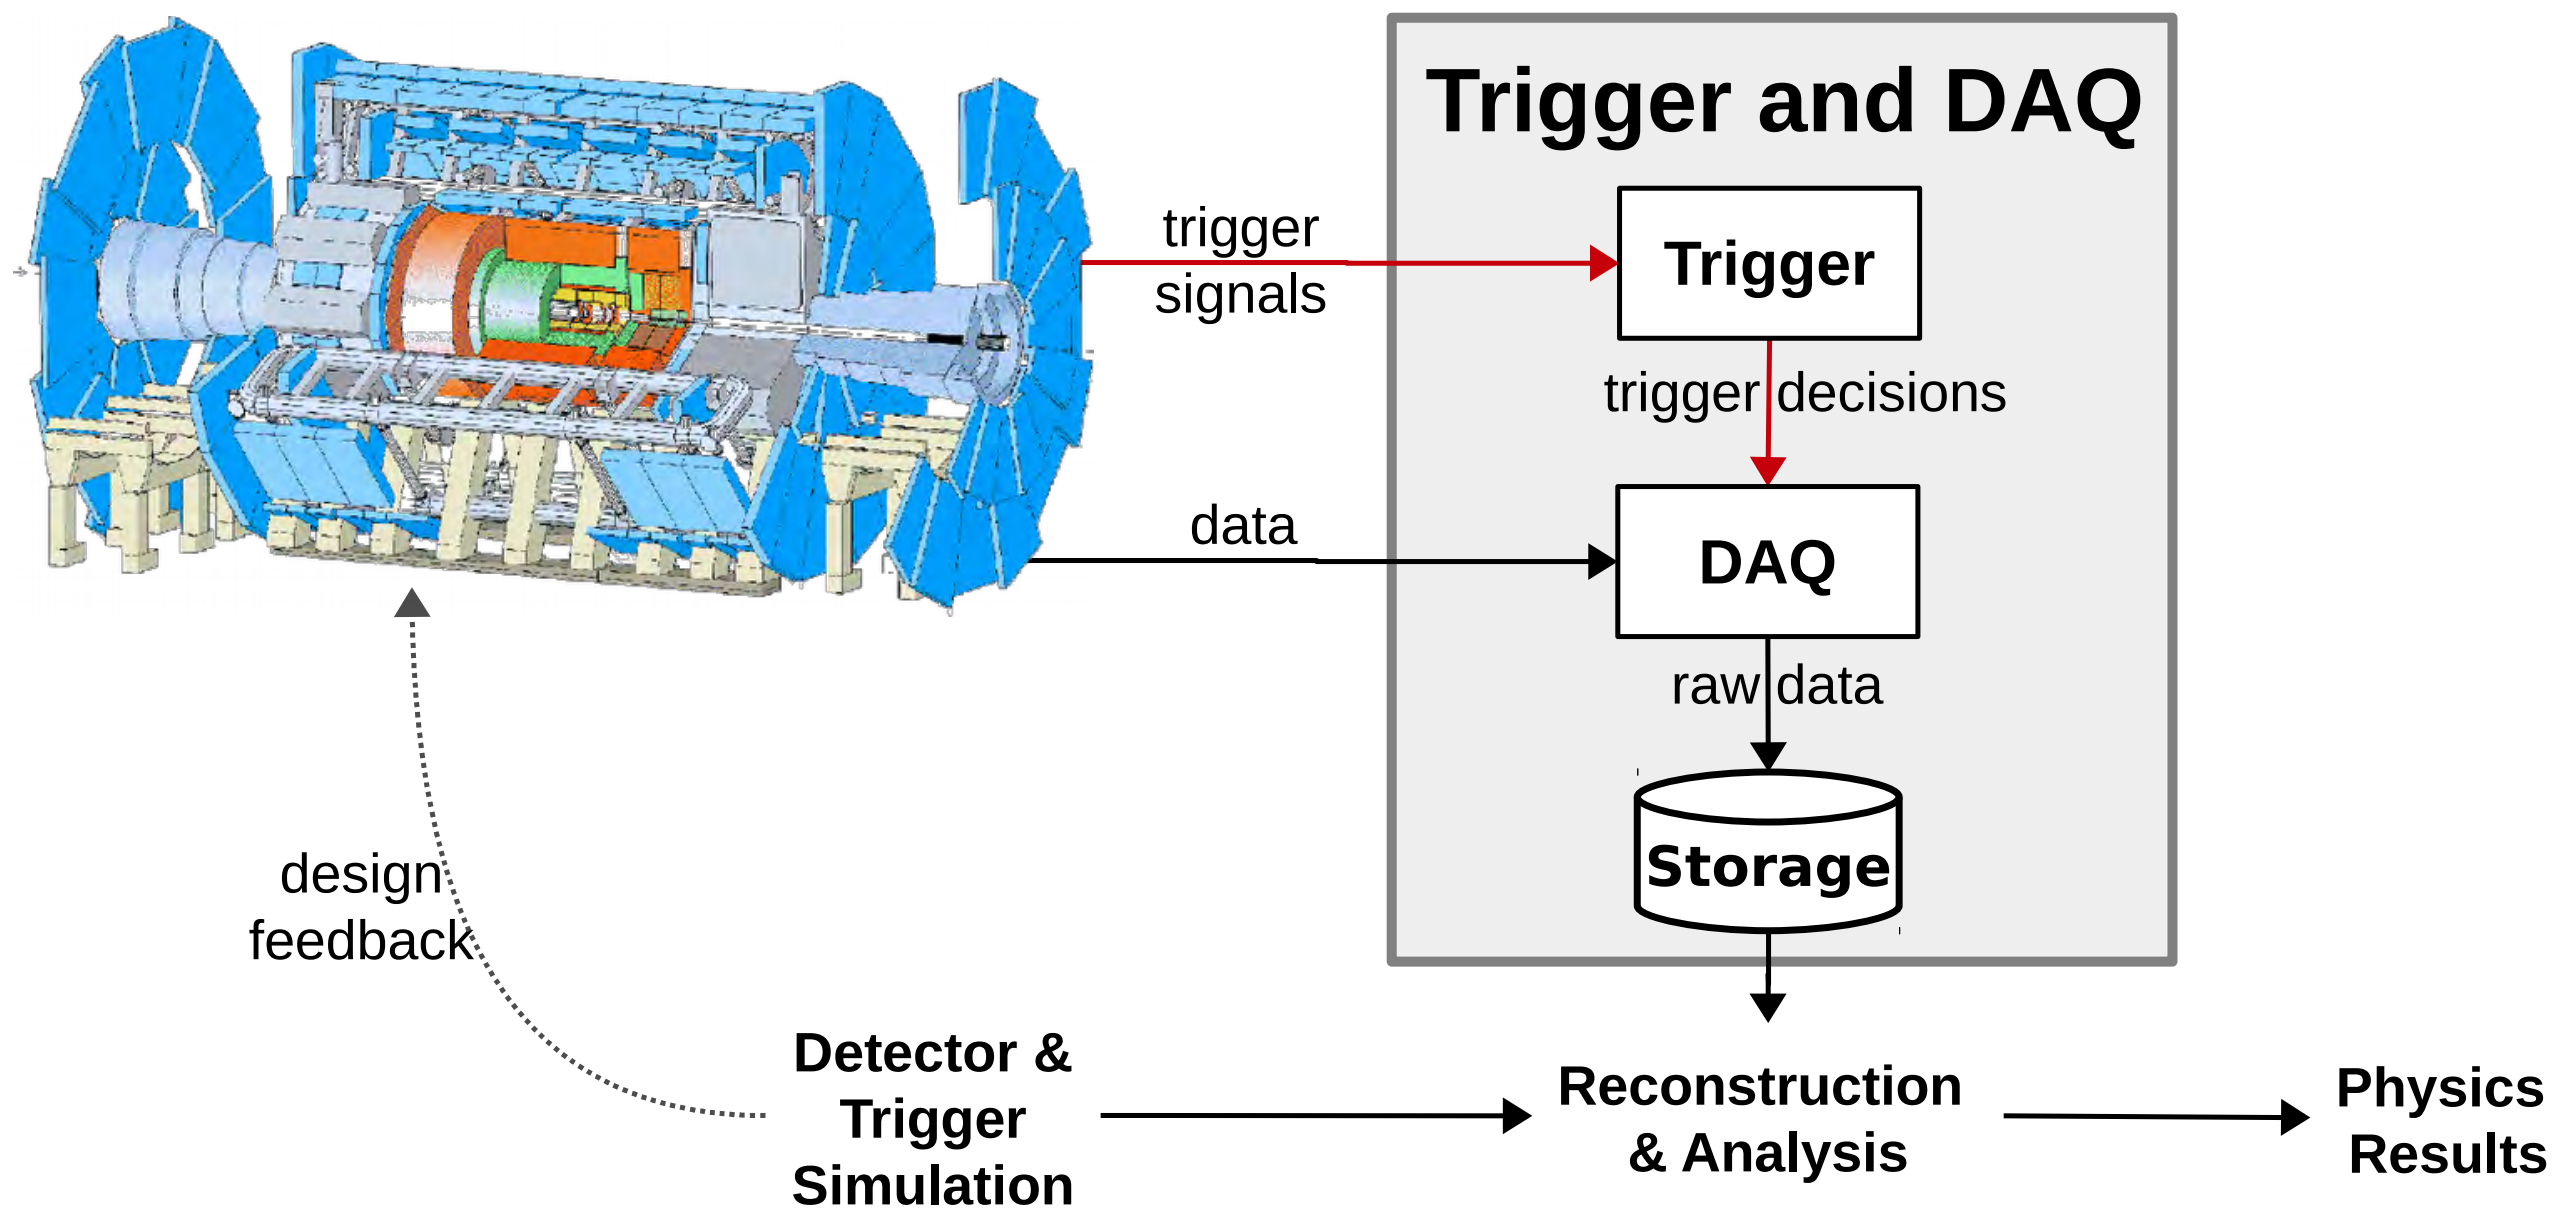 Trigger and DAQ
trigger
signals
Trigger
trigger decisions
data
DAQ
raw data
Storage
design
feedback
Detector &
Trigger
Simulation
Reconstruction
& Analysis
Physics
Results